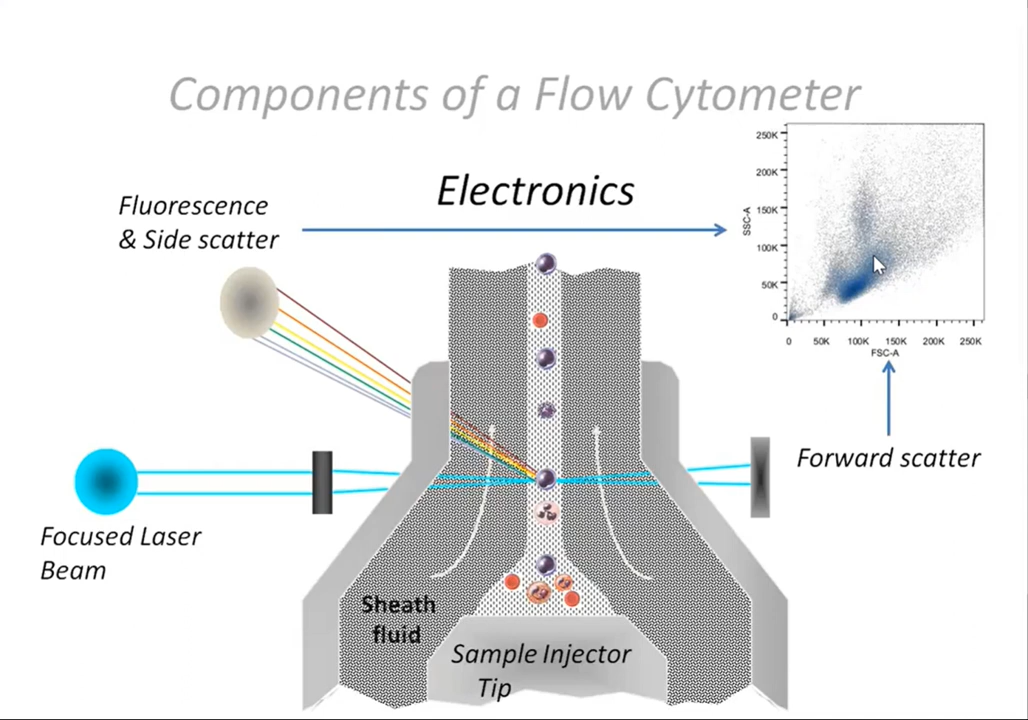 Components of a Flow Cytometer
Fluorescence
& Side scatter
Electronics
SSC-A
250K
200K
150K
100K
50K
0
0 50K 100K 150K 200K 250K
FSC-A
Forward scatter
Focused Laser
Beam
Sheath
fluid
Sample Injector
Tip